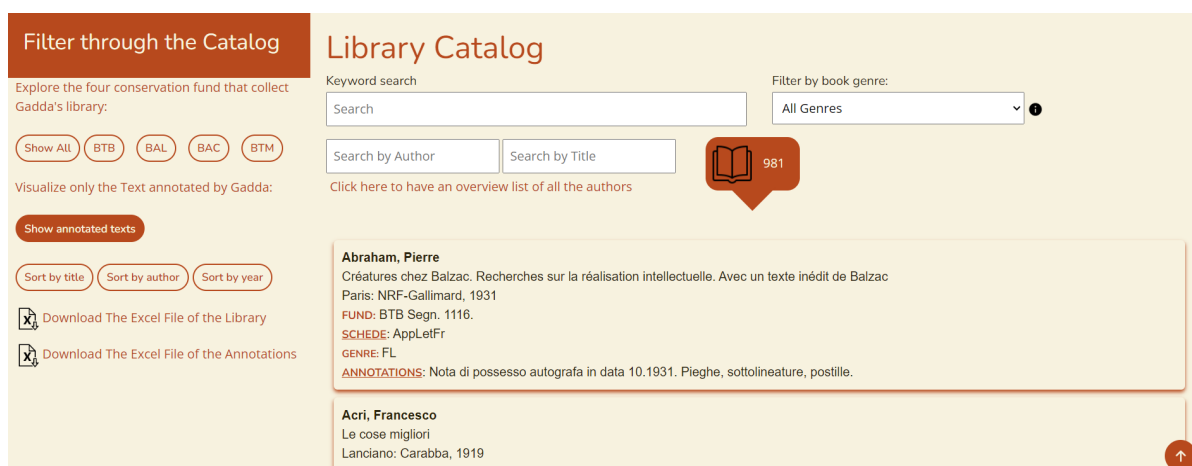 Filter through the Catalog
Explore the four conservation fund that collect
Gadda's library:
Show All BTB BAL BAC BTM
Visualize only the Text annotated by Gadda:
Show annotated texts
Sort by title Sort by author Sort by year
Download The Excel File of the Library
Download The Excel File of the Annotations
Library Catalog
Keyword search
Search
Filter by book genre:
All Genres
Search by Author Search by Title
981
Click here to have an overview list of all the authors
Abraham, Pierre
Créatures chez Balzac. Recherches sur la réalisation intellectuelle. Avec un texte inédit de Balzac
Paris: NRF-Gallimard, 1931
FUND: BTB Segn. 1116.
SCHEDE: AppLetFr
GENRE: FL
ANNOTATIONS: Nota di possesso autografa in data 10.1931. Pieghe, sottolineature, postille.
Acri, Francesco
Le cose migliori
Lanciano: Carabba, 1919